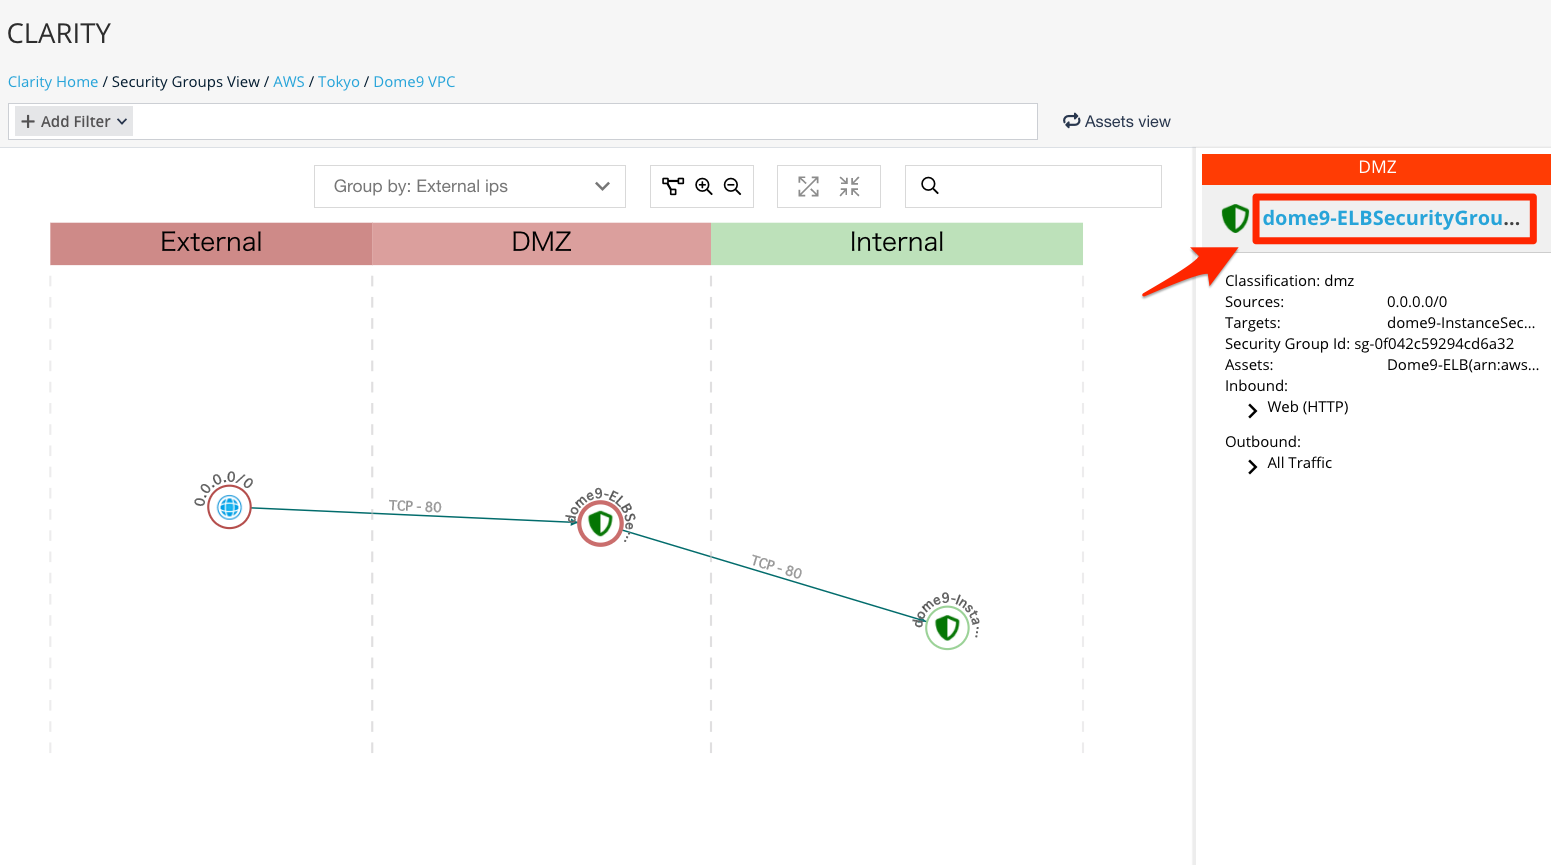 CLARITY
Clarity Home / Security Groups View / AWS / Tokyo / Dome9 VPC
+ Add Filter
Assets view
Group by: External ips
External
DMZ
Internal
0.0.0.0/0
TCP - 80
dome9-ELBSe...
TCP - 80
dome9-Insta...
DMZ
dome9-ELBSecurityGrou...
Classification: dmz
Sources: 0.0.0.0/0
Targets: dome9-InstanceSec...
Security Group Id: sg-0f042c59294cd6a32
Assets: Dome9-ELB(arn:aws...
Inbound:
Web (HTTP)
Outbound:
All Traffic